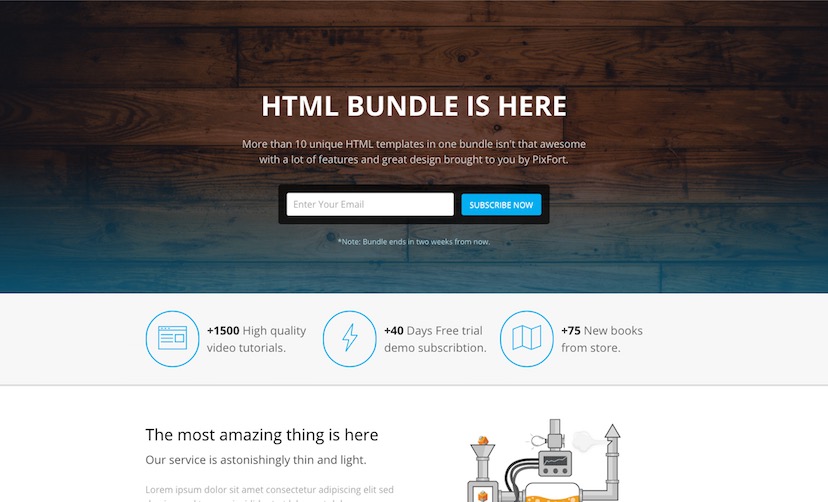 HTML BUNDLE IS HERE
More than 10 unique HTML templates in one bundle isn't that awesome
with a lot of features and great design brought to you by PixFort.
Enter Your Email
SUBSCRIBE NOW
*Note: Bundle ends in two weeks from now.
+1500 High quality
video tutorials.
+40 Days Free trial
demo subscribtion.
+75 New books
from store.
The most amazing thing is here
Our service is astonishingly thin and light.
Lorem ipsum dolor sit amet consectetur adipiscing elit sed